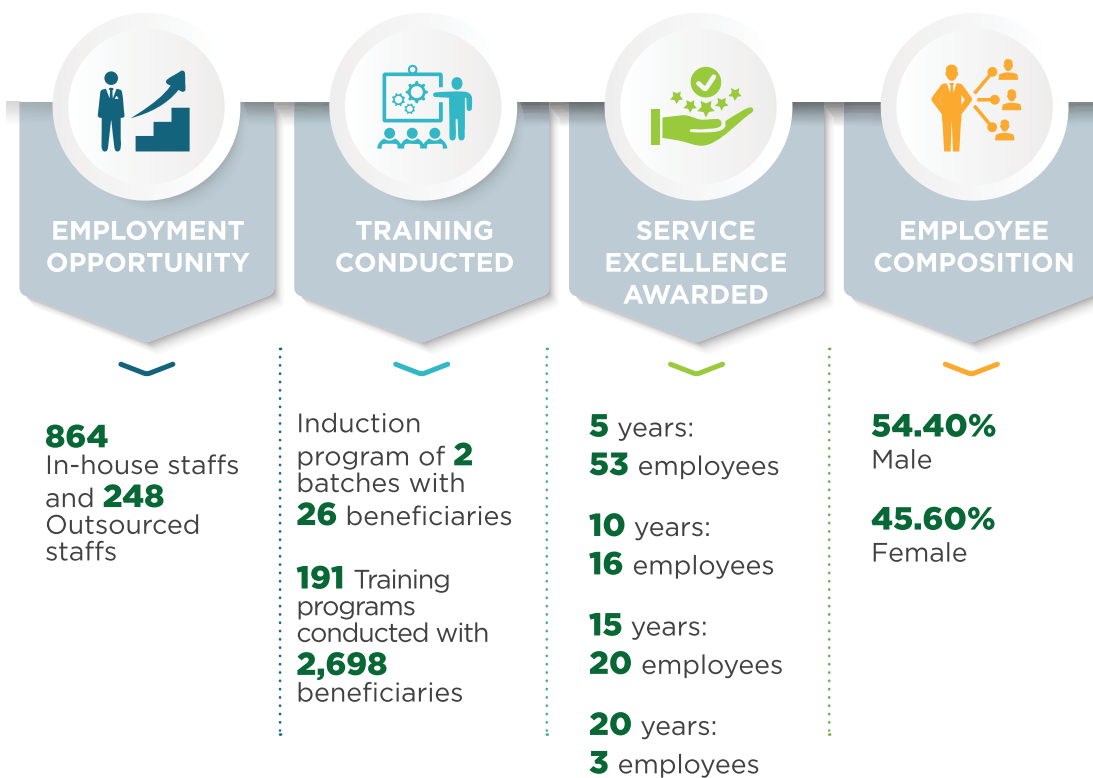 EMPLOYMENT
OPPORTUNITY
864
In-house staffs
and 248
Outsourced
staffs
TRAINING
CONDUCTED
Induction
program of 2
batches with
26 beneficiaries
191 Training
programs
conducted with
2,698
beneficiaries
SERVICE
EXCELLENCE
AWARDED
5 years:
53 employees
10 years:
16 employees
15 years:
20 employees
20 years:
3 employees
EMPLOYEE
COMPOSITION
54.40%
Male
45.60%
Female